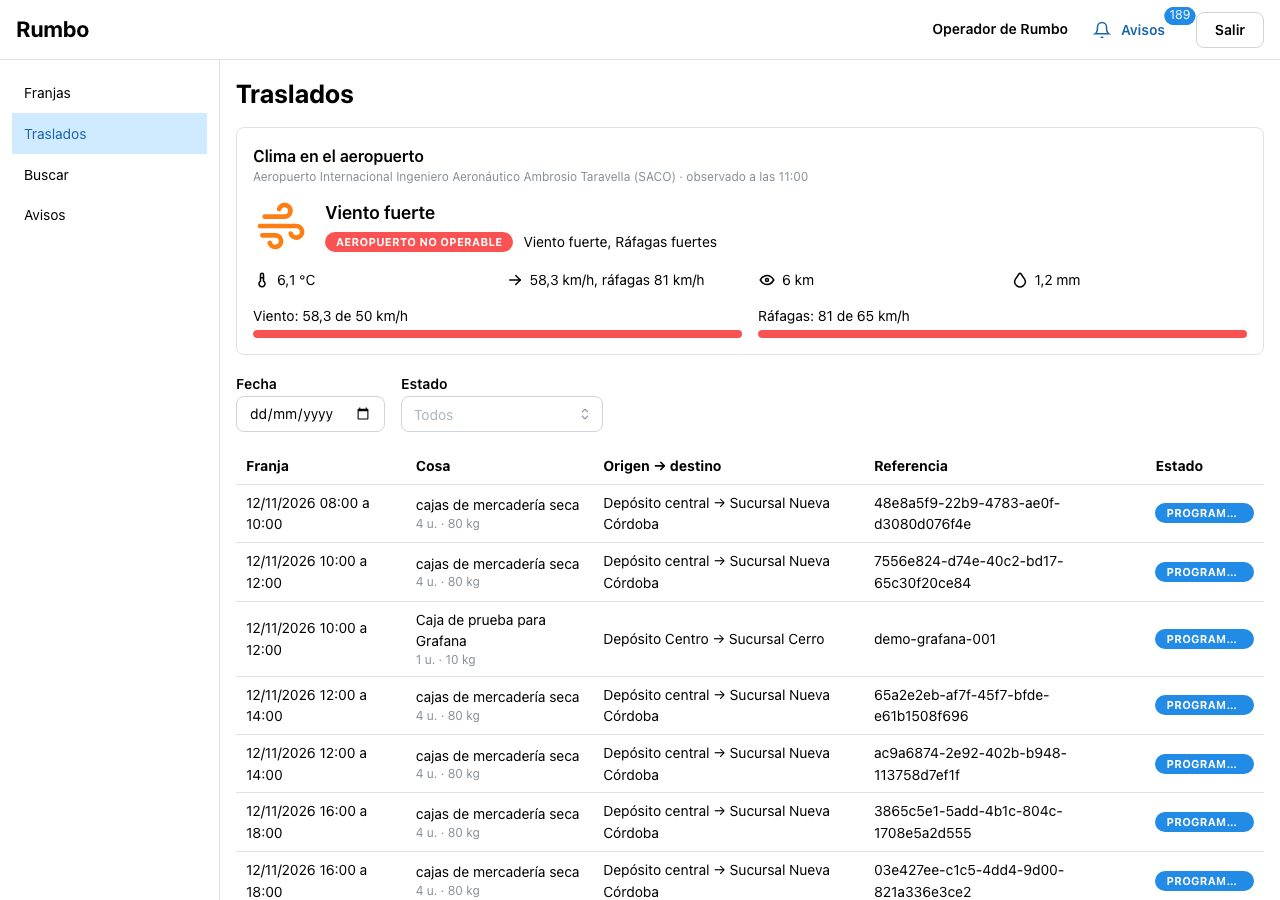 Rumbo
Operador de Rumbo
Avisos
189
Salir
Franjas
Traslados
Buscar
Avisos
Traslados
Clima en el aeropuerto
Aeropuerto Internacional Ingeniero Aeronáutico Ambrosio Taravella (SACO) · observado a las 11:00
Viento fuerte
AEROPUERTO NO OPERABLE Viento fuerte, Ráfagas fuertes
6,1 °C
58,3 km/h, ráfagas 81 km/h
6 km
1,2 mm
Viento: 58,3 de 50 km/h
Ráfagas: 81 de 65 km/h
Fecha
Estado
dd/mm/yyyy
Todos
Franja Cosa Origen → destino Referencia Estado
12/11/2026 08:00 a
10:00
cajas de mercadería seca
4 u. · 80 kg
Depósito central → Sucursal Nueva
Córdoba
48e8a5f9-22b9-4783-ae0f-
d3080d076f4e
PROGRAM...
12/11/2026 10:00 a
12:00
cajas de mercadería seca
4 u. · 80 kg
Depósito central → Sucursal Nueva
Córdoba
7556e824-d74e-40c2-bd17-
65c30f20ce84
PROGRAM...
12/11/2026 10:00 a
12:00
Caja de prueba para
Grafana
1 u. · 10 kg
Depósito Centro → Sucursal Cerro
demo-grafana-001
PROGRAM...
12/11/2026 12:00 a
14:00
cajas de mercadería seca
4 u. · 80 kg
Depósito central → Sucursal Nueva
Córdoba
65a2e2eb-af7f-45f7-bfde-
e61b1508f696
PROGRAM...
12/11/2026 12:00 a
14:00
cajas de mercadería seca
4 u. · 80 kg
Depósito central → Sucursal Nueva
Córdoba
ac9a6874-2e92-402b-b948-
113758d7ef1f
PROGRAM...
12/11/2026 16:00 a
18:00
cajas de mercadería seca
4 u. · 80 kg
Depósito central → Sucursal Nueva
Córdoba
3865c5e1-5add-4b1c-804c-
1708e5a2d555
PROGRAM...
12/11/2026 16:00 a
18:00
cajas de mercadería seca
4 u. · 80 kg
Depósito central → Sucursal Nueva
Córdoba
03e427ee-c1c5-4dd4-9d00-
821a336e3ce2
PROGRAM...